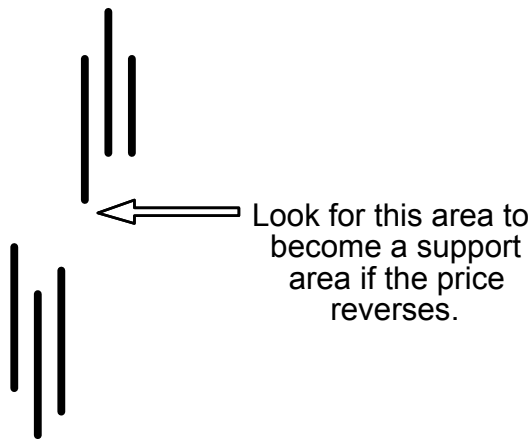 Look for this area to
become a support
area if the price
reverses.